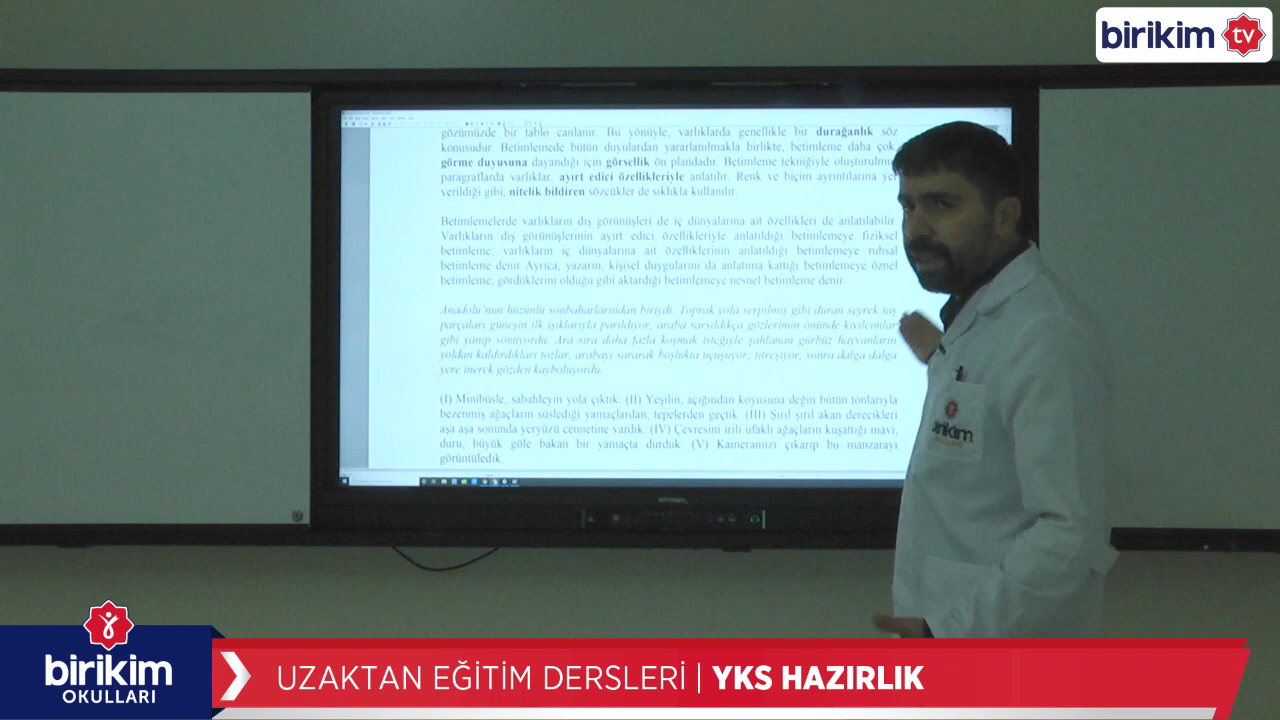 birikim tv
gözümüzde bir tablo canlanır. Bu yönüyle, varlıklarda genellikle bir durağanlık söz
konusudur. Betimlemede bütün duyulardan yararlanılmakla birlikte, betimleme daha çok,
görme duyusuna dayandığı için görsellik ön plandadır. Betimleme tekniğiyle oluşturulmuş
paragraflarda varlıklar, ayırt edici özellikleriyle anlatılır. Renk ve biçim ayrıntılarına yer
verildiği gibi, nitelik bildiren sözcükler de sıklıkla kullanılır.
Betimlemelerde varlıkların dış görünüşleri de iç dünyalarına ait özellikleri de anlatılabilir.
Varlıkların dış görünüşlerinin ayırt edici özellikleriyle anlatıldığı betimlemeye fiziksel
betimleme; varlıkların iç dünyalarına ait özelliklerinin anlatıldığı betimlemeye ruhsal
betimleme denir Ayrıca, yazarın, kişisel duygularını da anlatıma kattığı betimlemeye öznel
betimleme; gördüklerini olduğu gibi aktardığı betimlemeye nesnel betimleme denir.
Anadolu'nun hüzünlü sonbaharlarından biriydi. Toprak yola serpilmiş gibi duran seyrek taş
parçaları güneşin ilk ışıklarıyla parıldıyor, araba sarsıldıkça gözlerimin önünde kıvılcımlar
gibi yanıp sönüyordu. Ara sıra daha fazla koşmak isteğiyle şahlanan gürbüz hayvanların
yoldan kaldırdıkları tozlar, arabayı sararak boşlukta uçuşuyor; titreşiyor, sonra dalga dalga
yere inerek gözden kayboluyordu.
(I) Minibüsle, sabahleyin yola çıktık. (II) Yeşilin, açığından koyusuna değin bütün tonlarıyla
bezenmiş ağaçların süslediği yamaçlardan, tepelerden geçtik. (III) Şırıl şırıl akan derecikleri
aşa aşa sonunda yeryüzü cennetine vardık. (IV) Çevresini irili ufaklı ağaçların kuşattığı mavi,
duru, büyük göle bakan bir yamaçta durduk. (V) Kameramızı çıkarıp bu manzarayı
görüntüledik.
birikim
birikim
OKULLARI
UZAKTAN EĞİTİM DERSLERİ | YKS HAZIRLIK